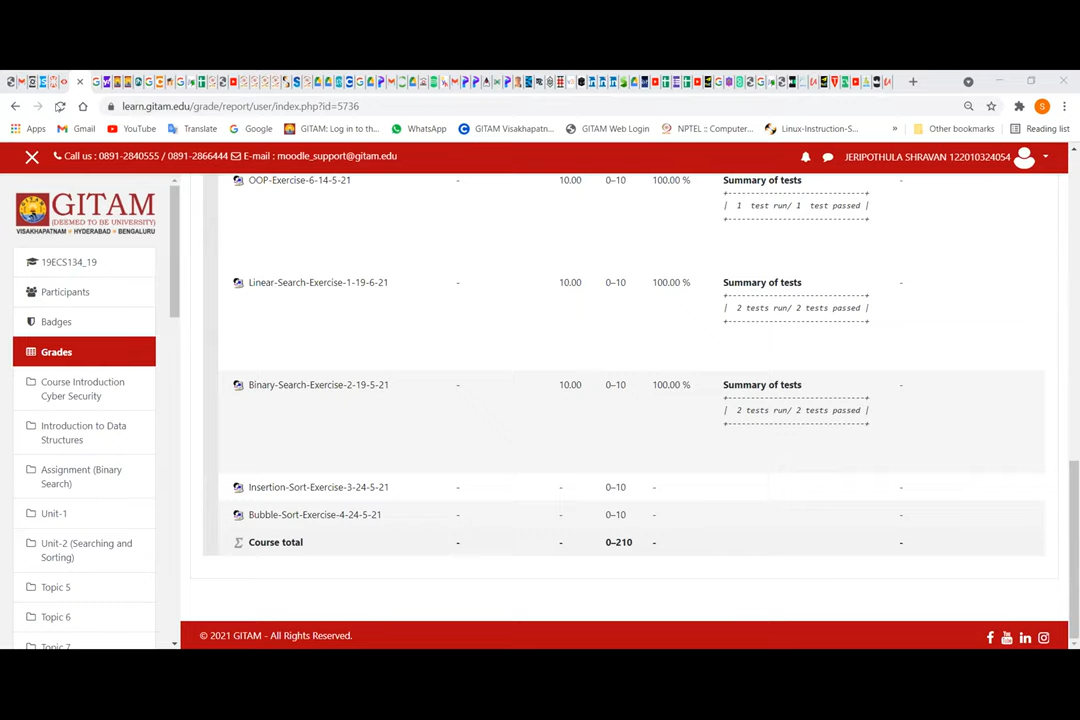 learn.gitam.edu/grade/report/user/index.php?id=5736
S
Apps Gmail YouTube Translate Google GITAM: Log in to th... WhatsApp GITAM Visakhapatn... GITAM Web Login NPTEL :: Computer... Linux-Instruction-S... » Other bookmarks Reading list
Call us : 0891-2840555 / 0891-2866444 E-mail : moodle_support@gitam.edu JERIPOTHULA SHRAVAN 122010324054
GITAM
(DEEMED TO BE UNIVERSITY)
VISAKHAPATNAM HYDERABAD BENGALURU
19ECS134_19
Participants
Badges
Grades
Course Introduction
Cyber Security
Introduction to Data
Structures
Assignment (Binary
Search)
Unit-1
Unit-2 (Searching and
Sorting)
Topic 5
Topic 6
Topic 7
OOP-Exercise-6-14-5-21 - 10.00 0–10 100.00 % Summary of tests -
+------------------------------+
| 1 test run/ 1 test passed |
+------------------------------+
Linear-Search-Exercise-1-19-6-21 - 10.00 0–10 100.00 % Summary of tests -
+------------------------------+
| 2 tests run/ 2 tests passed |
+------------------------------+
Binary-Search-Exercise-2-19-5-21 - 10.00 0–10 100.00 % Summary of tests -
+------------------------------+
| 2 tests run/ 2 tests passed |
+------------------------------+
Insertion-Sort-Exercise-3-24-5-21 - - 0–10 - -
Bubble-Sort-Exercise-4-24-5-21 - - 0–10 - -
Σ Course total - - 0–210 - -
© 2021 GITAM - All Rights Reserved.